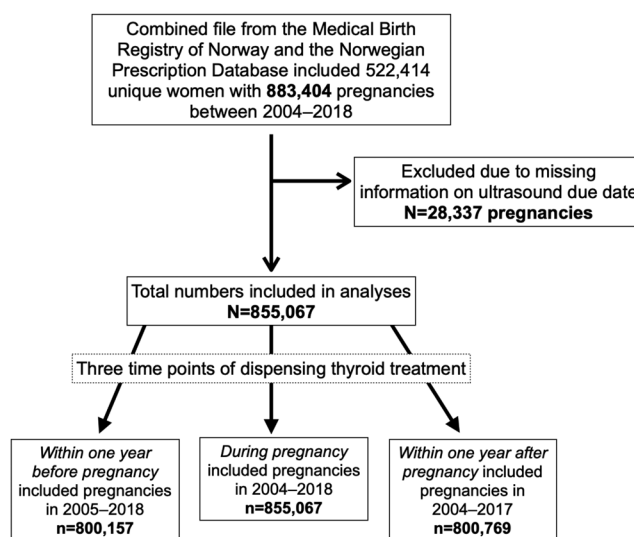 Combined file from the Medical Birth
Registry of Norway and the Norwegian
Prescription Database included 522,414
unique women with 883,404 pregnancies
between 2004–2018
Excluded due to missing
information on ultrasound due date
N=28,337 pregnancies
Total numbers included in analyses
N=855,067
Three time points of dispensing thyroid treatment
Within one year
before pregnancy
included pregnancies
in 2005–2018
n=800,157
During pregnancy
included pregnancies
in 2004–2018
n=855,067
Within one year after
pregnancy included
pregnancies in
2004–2017
n=800,769